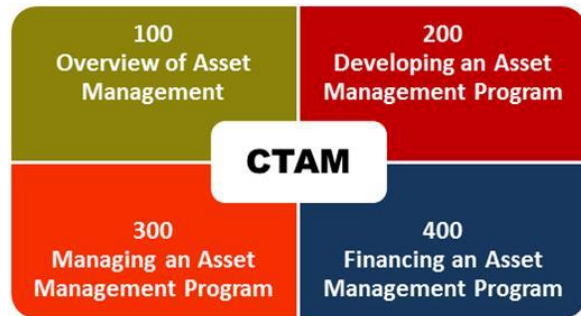 100
Overview of Asset
Management
200
Developing an Asset
Management Program
CTAM
300
Managing an Asset
Management Program
400
Financing an Asset
Management Program